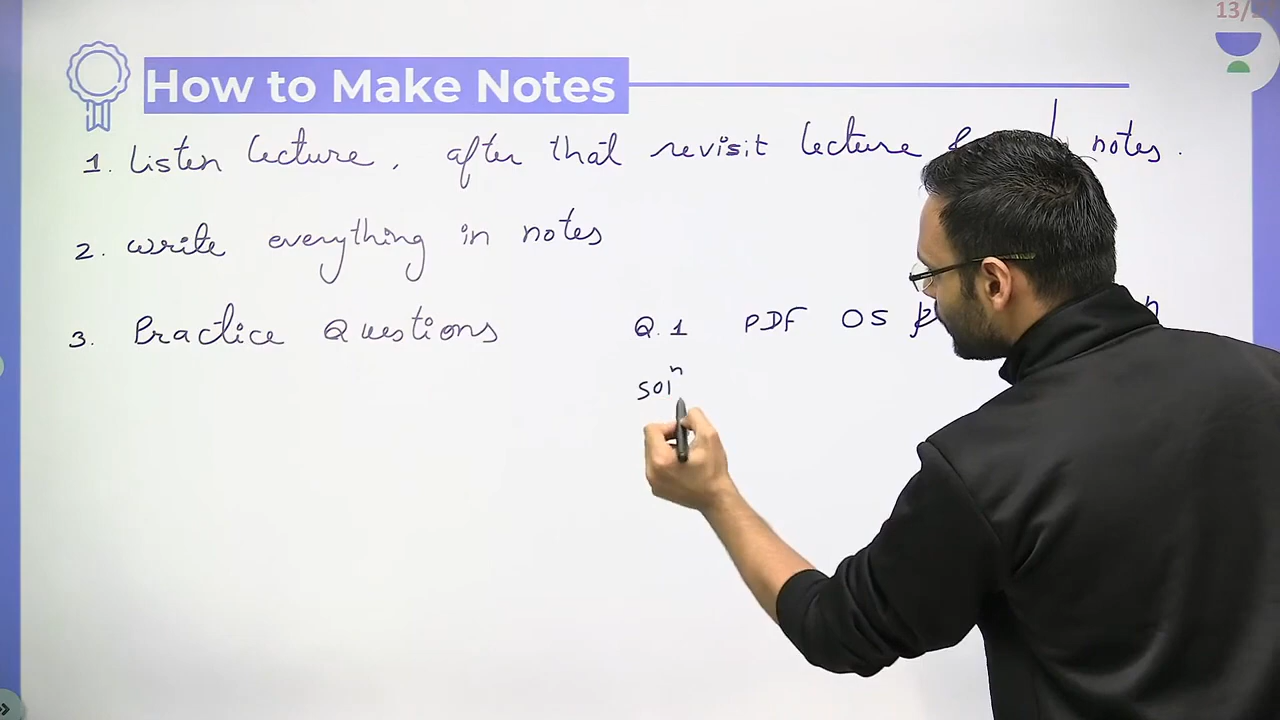 13/
How to Make Notes
1. Listen lecture, after that revisit lecture & notes.
2. write everything in notes
3. Practice Questions
Q.1 PDF OS
Solⁿ